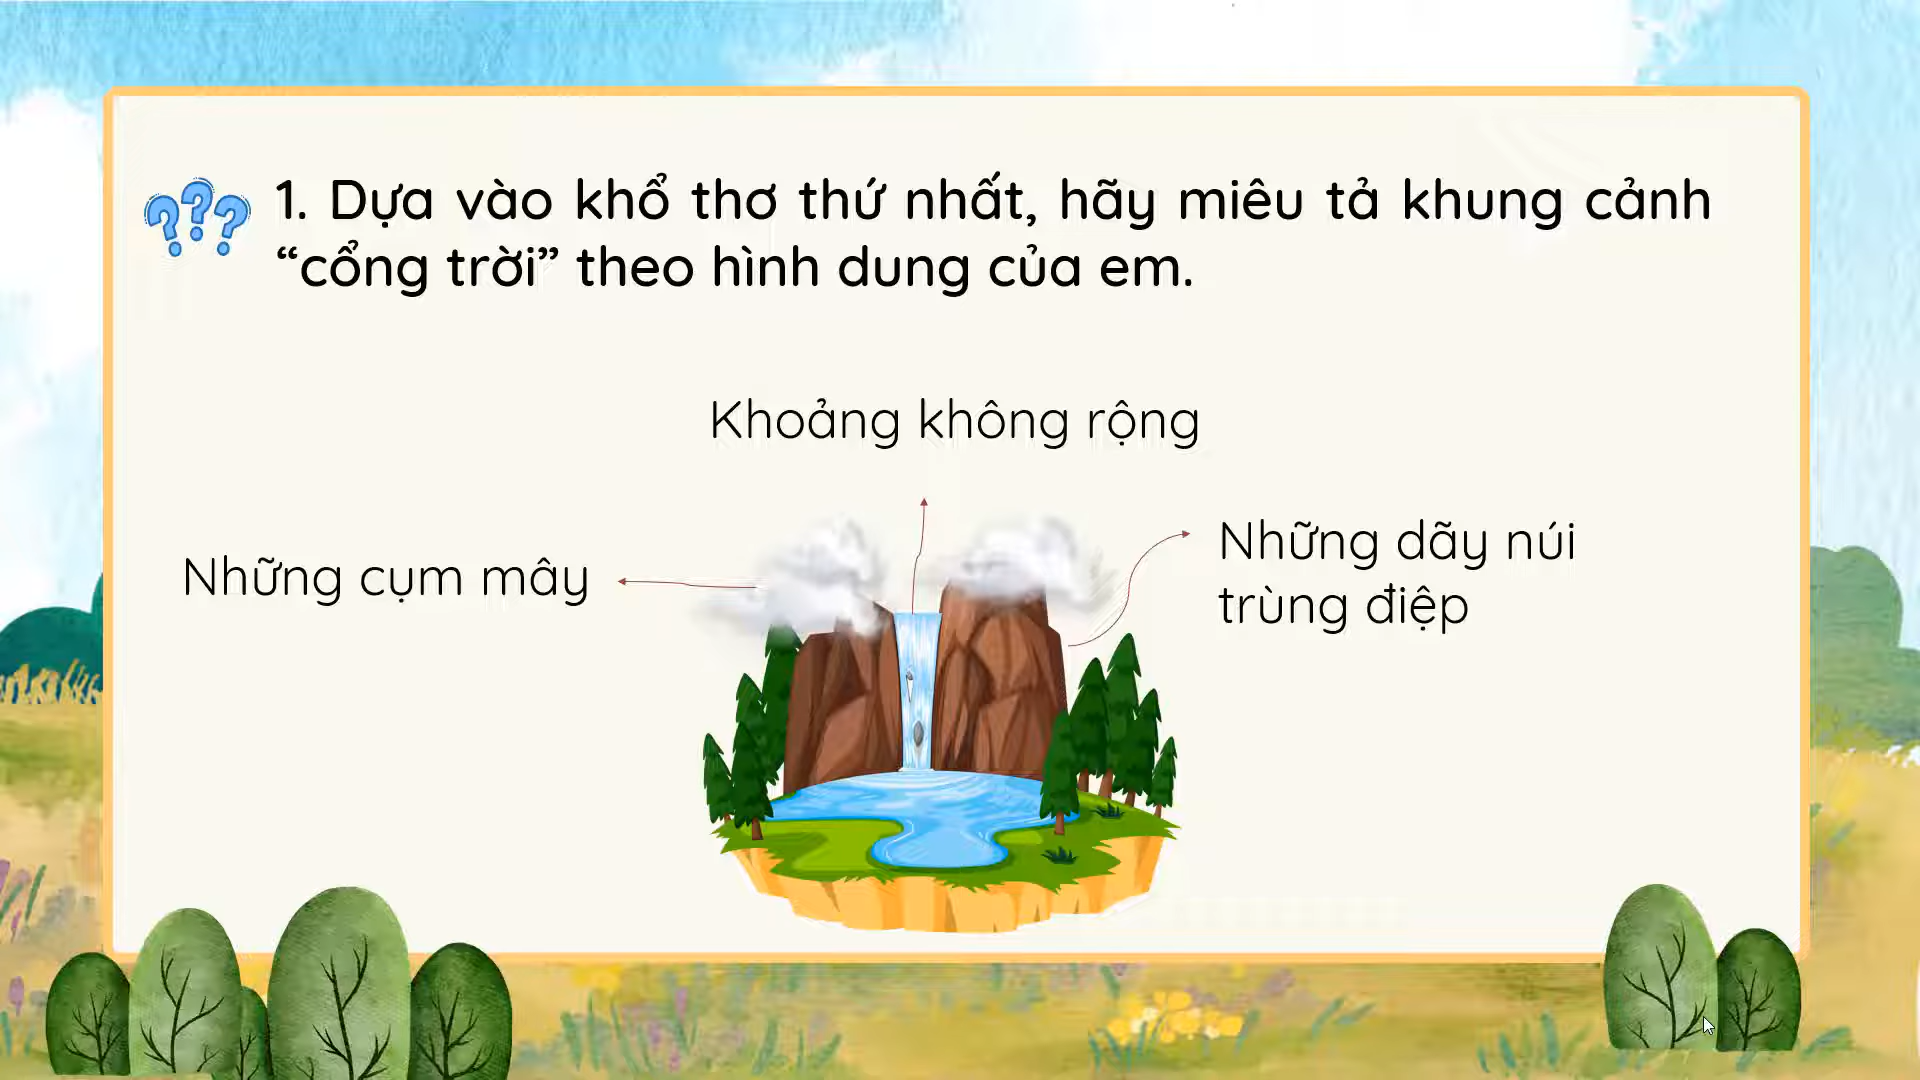 1. Dựa vào khổ thơ thứ nhất, hãy miêu tả khung cảnh
“cổng trời” theo hình dung của em.
Khoảng không rộng
Những cụm mây
Những dãy núi
trùng điệp